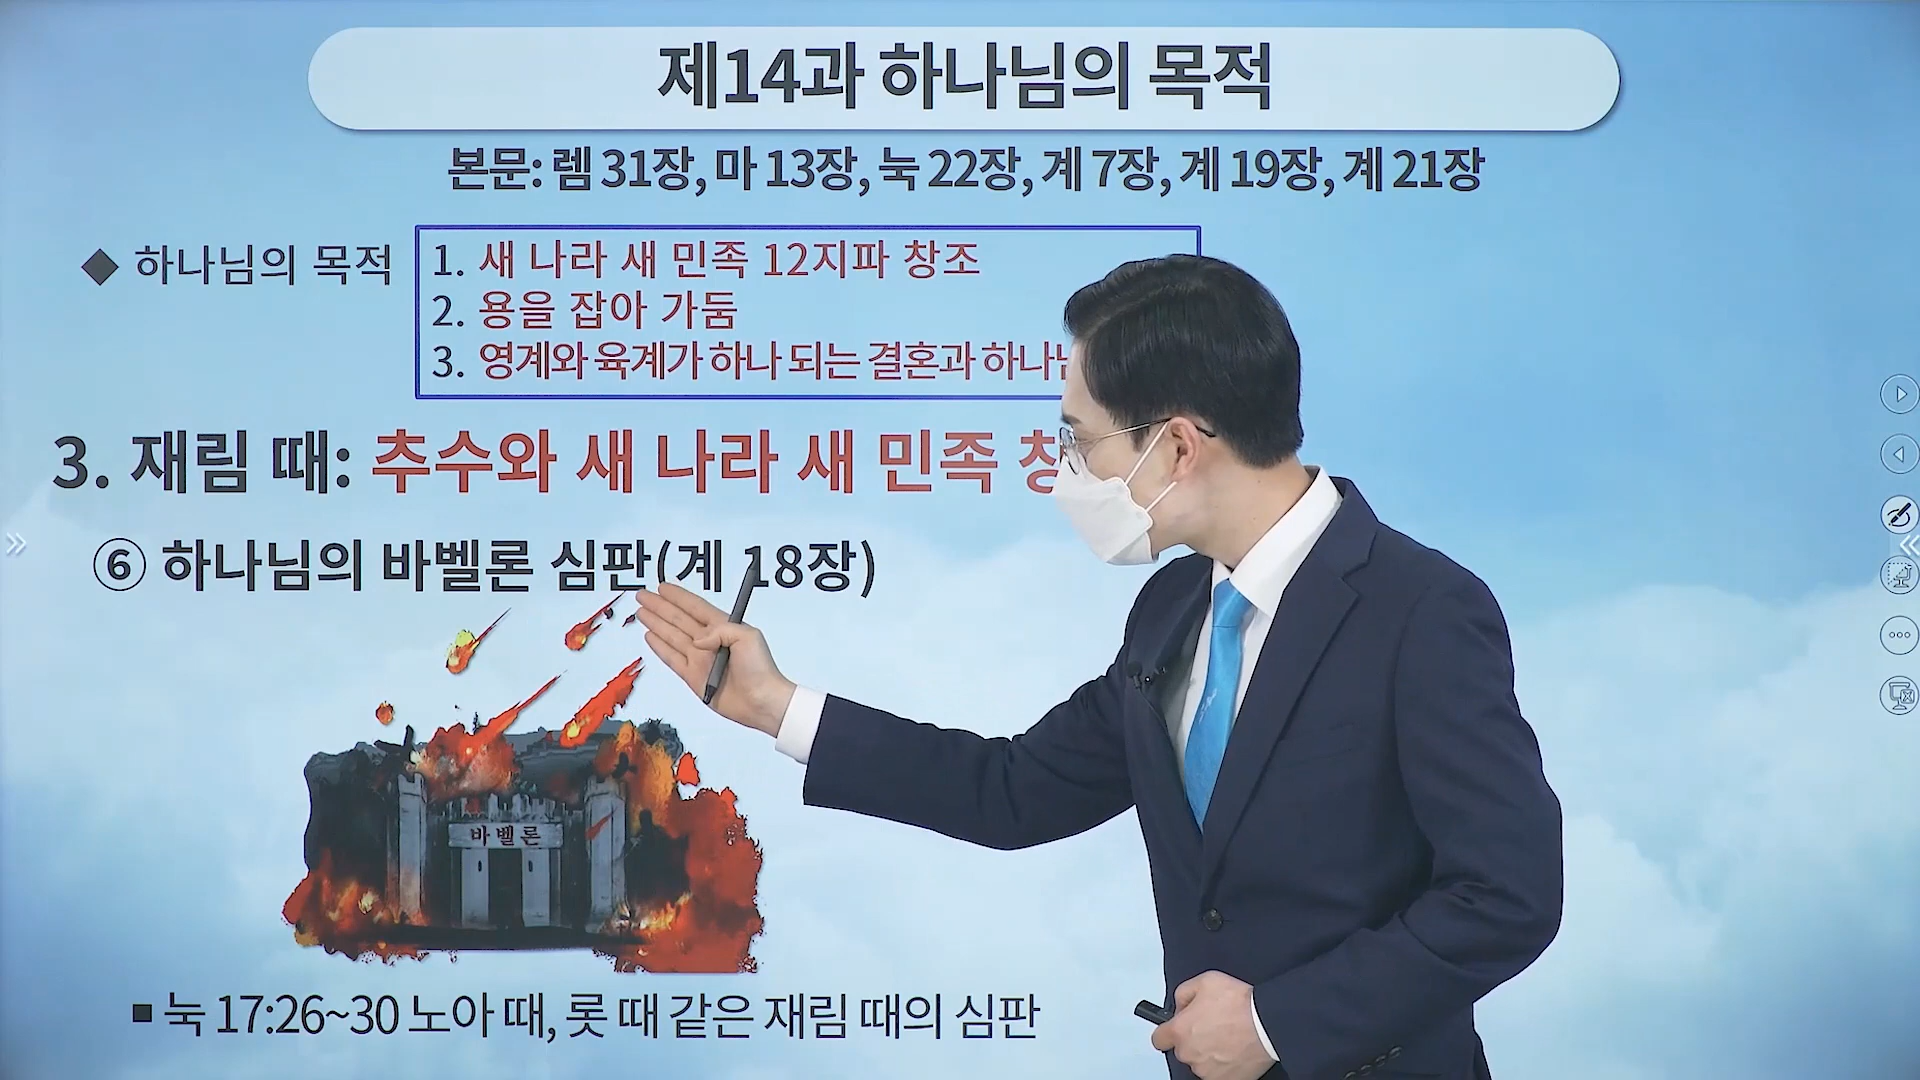 제14과 하나님의 목적
본문: 렘 31장, 마 13장, 눅 22장, 계 7장, 계 19장, 계 21장
◆ 하나님의 목적
1. 새 나라 새 민족 12지파 창조
2. 용을 잡아 가둠
3. 영계와 육계가 하나 되는 결혼과
3. 재림 때: 추수와 새 나라 새 민족
⑥ 하나님의 바벨론 심판(계 18장)
바벨론
■ 눅 17:26~30 노아 때, 롯 때 같은 재림 때의 심판